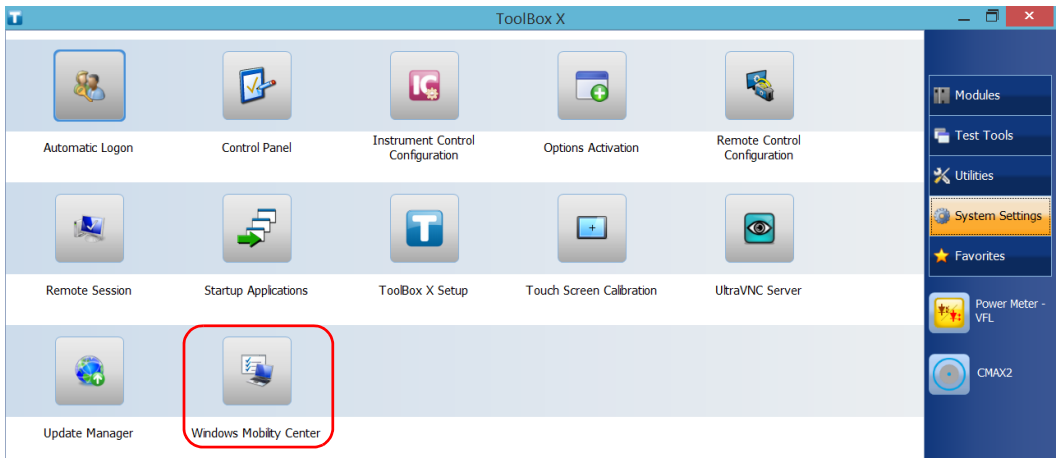 ToolBox X
Automatic Logon
Control Panel
Instrument Control
Configuration
Options Activation
Remote Control
Configuration
Remote Session
Startup Applications
ToolBox X Setup
Touch Screen Calibration
UltraVNC Server
Update Manager
Windows Mobility Center
Modules
Test Tools
Utilities
System Settings
Favorites
Power Meter -
VFL
CMAX2